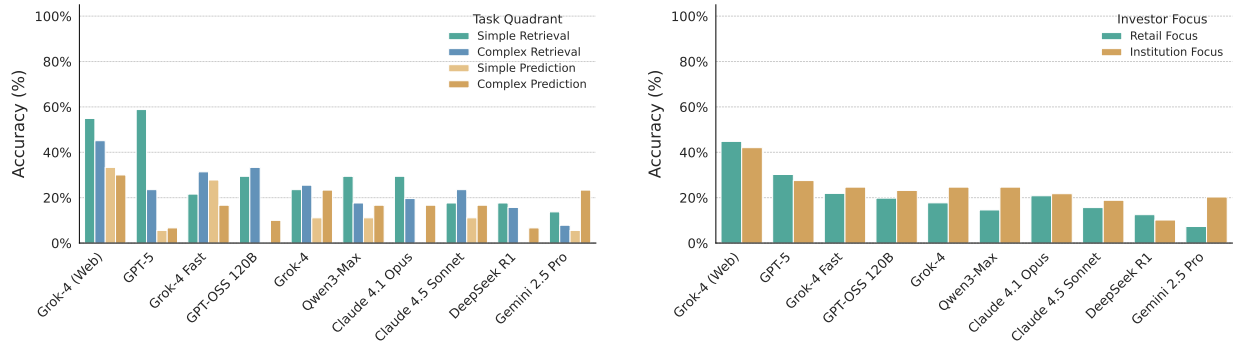 Accuracy (%)
100%
80%
60%
40%
20%
0%
Task Quadrant
Simple Retrieval
Complex Retrieval
Simple Prediction
Complex Prediction
Grok-4 (Web)
GPT-5
Grok-4 Fast
GPT-OSS 120B
Grok-4
Qwen3-Max
Claude 4.1 Opus
Claude 4.5 Sonnet
DeepSeek R1
Gemini 2.5 Pro
Accuracy (%)
100%
80%
60%
40%
20%
0%
Investor Focus
Retail Focus
Institution Focus
Grok-4 (Web)
GPT-5
Grok-4 Fast
GPT-OSS 120B
Grok-4
Qwen3-Max
Claude 4.1 Opus
Claude 4.5 Sonnet
DeepSeek R1
Gemini 2.5 Pro